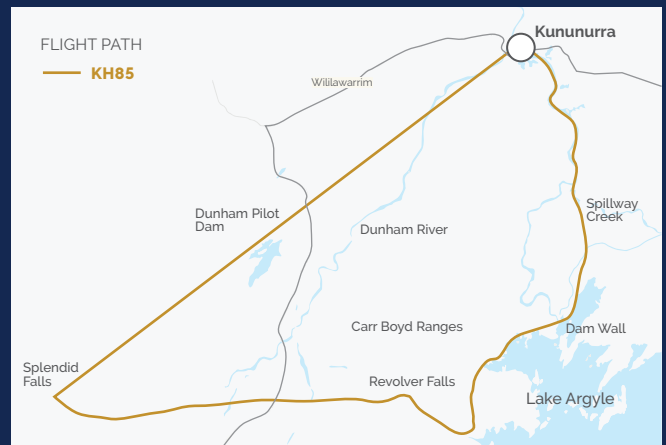 FLIGHT PATH
KH85
Kununurra
Wililawarrim
Dunham Pilot
Dam
Dunham River
Spillway
Creek
Carr Boyd Ranges
Dam Wall
Splendid
Falls
Revolver Falls
Lake Argyle